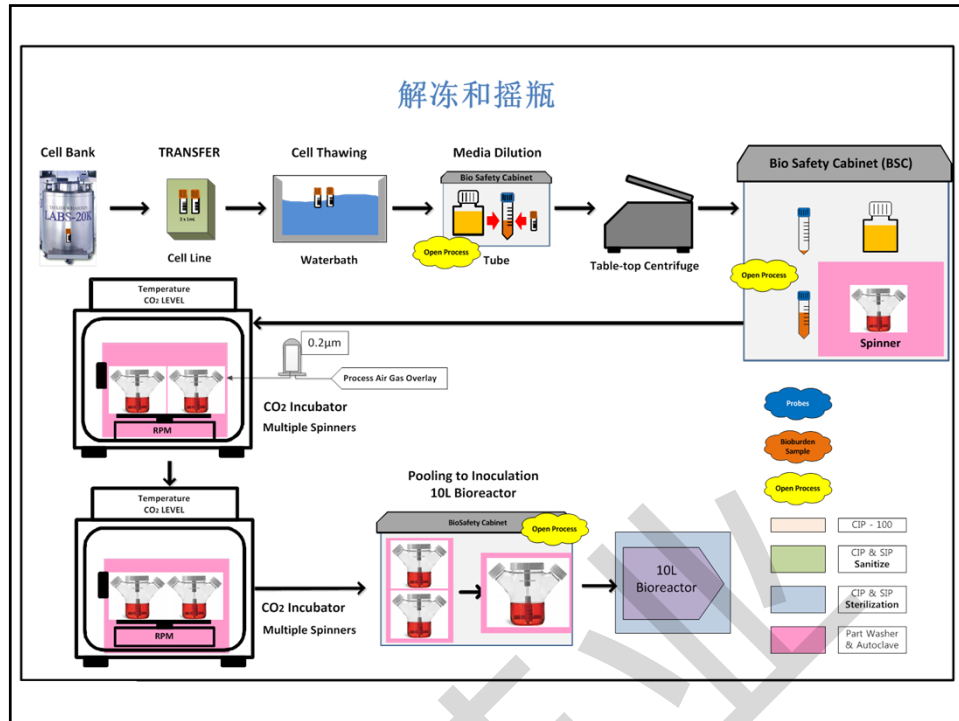 解冻和摇瓶
Cell Bank
TRANSFER
Cell Thawing
Media Dilution
Bio Safety Cabinet (BSC)
LABS-20K
Cell Line
Waterbath
Bio Safety Cabinet
Open Process
Tube
Table-top Centrifuge
Open Process
Spinner
Temperature
CO₂ LEVEL
0.2µm
Process Air Gas Overlay
RPM
CO₂ Incubator
Multiple Spinners
Probes
Bioburden
Sample
Open Process
Temperature
CO₂ LEVEL
RPM
CO₂ Incubator
Multiple Spinners
Pooling to Inoculation
10L Bioreactor
BioSafety Cabinet
Open Process
10L
Bioreactor
CIP - 100
CIP & SIP
Sanitize
CIP & SIP
Sterilization
Part Washer
& Autoclave
业